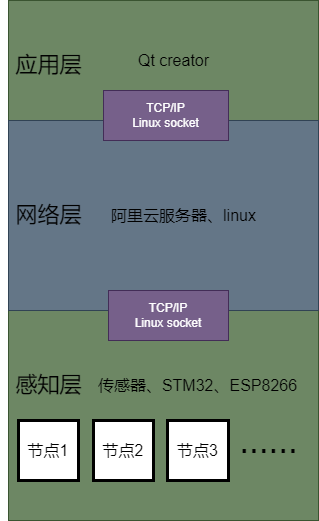 应用层
Qt creator
TCP/IP
Linux socket
网络层
阿里云服务器、linux
TCP/IP
Linux socket
感知层
传感器、STM32、ESP8266
节点1
节点2
节点3
……